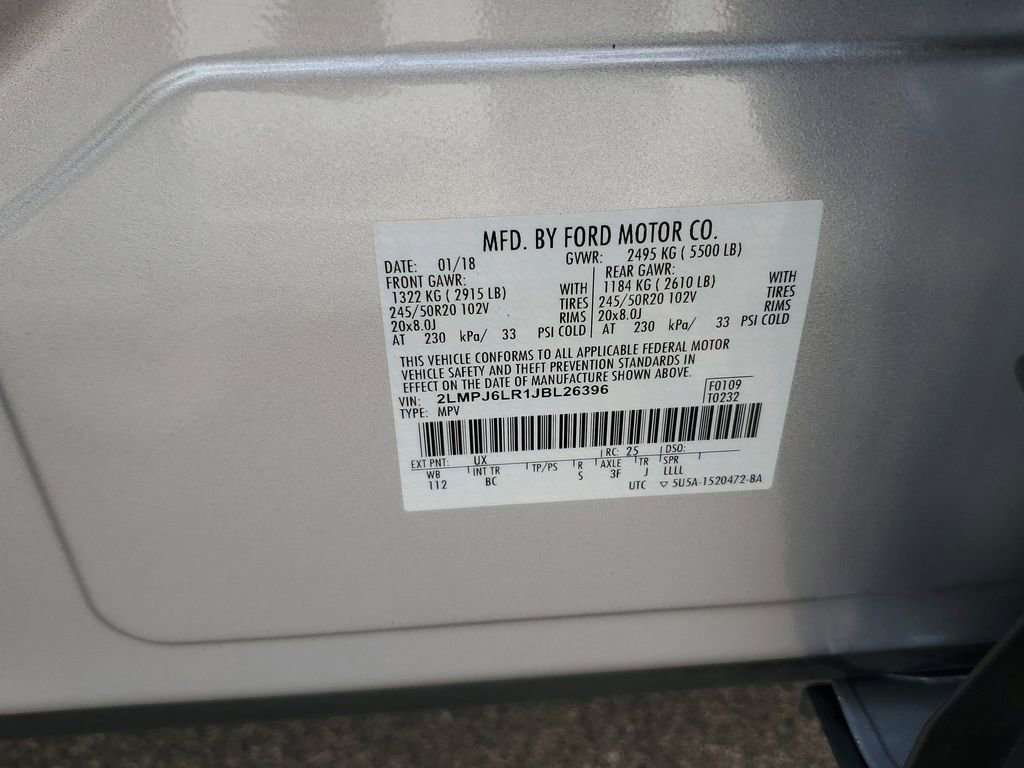 MFD. BY FORD MOTOR CO.
DATE: 01/18 GVWR: 2495 KG ( 5500 LB)
FRONT GAWR: REAR GAWR:
1322 KG ( 2915 LB) WITH 1184 KG ( 2610 LB) WITH
245/50R20 102V TIRES 245/50R20 102V TIRES
20x8.0J RIMS 20x8.0J RIMS
AT 230 kPa/ 33 PSI COLD AT 230 kPa/ 33 PSI COLD
THIS VEHICLE CONFORMS TO ALL APPLICABLE FEDERAL MOTOR
VEHICLE SAFETY AND THEFT PREVENTION STANDARDS IN
EFFECT ON THE DATE OF MANUFACTURE SHOWN ABOVE.
VIN: 2LMPJ6LR1JBL26396 F0109
TYPE: MPV T0232
EXT PNT: UX RC: 25 DSO:
WB INT TR TP/PS R AXLE TR SPR
112 BC S 3F J LLLL
UTC ▽ 5U5A-1520472-BA